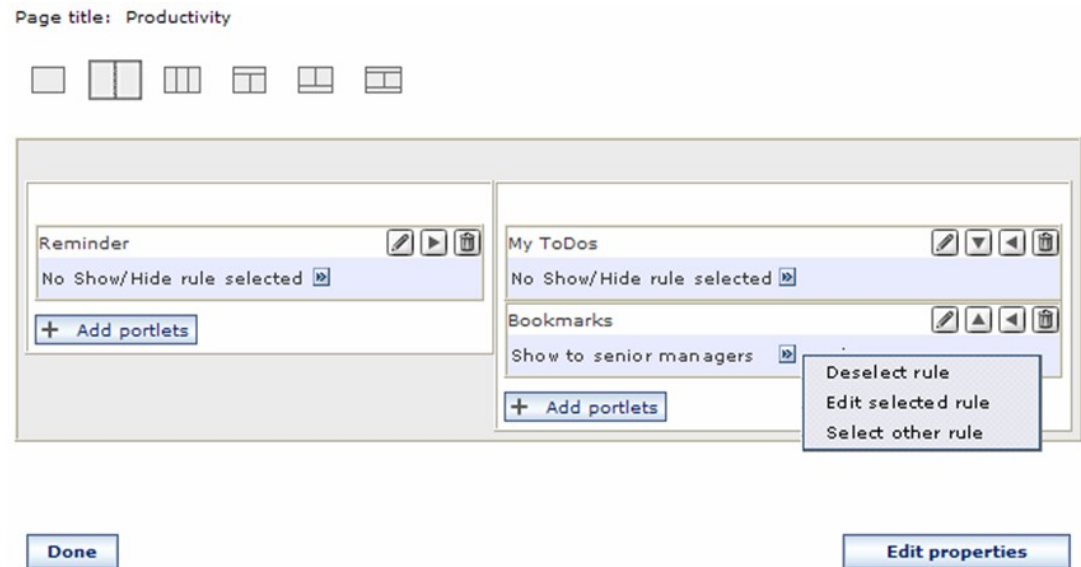 Page title: Productivity
Reminder
No Show/Hide rule selected
+ Add portlets
My ToDos
No Show/Hide rule selected
Bookmarks
Show to senior managers
+ Add portlets
Deselect rule
Edit selected rule
Select other rule
Done
Edit properties